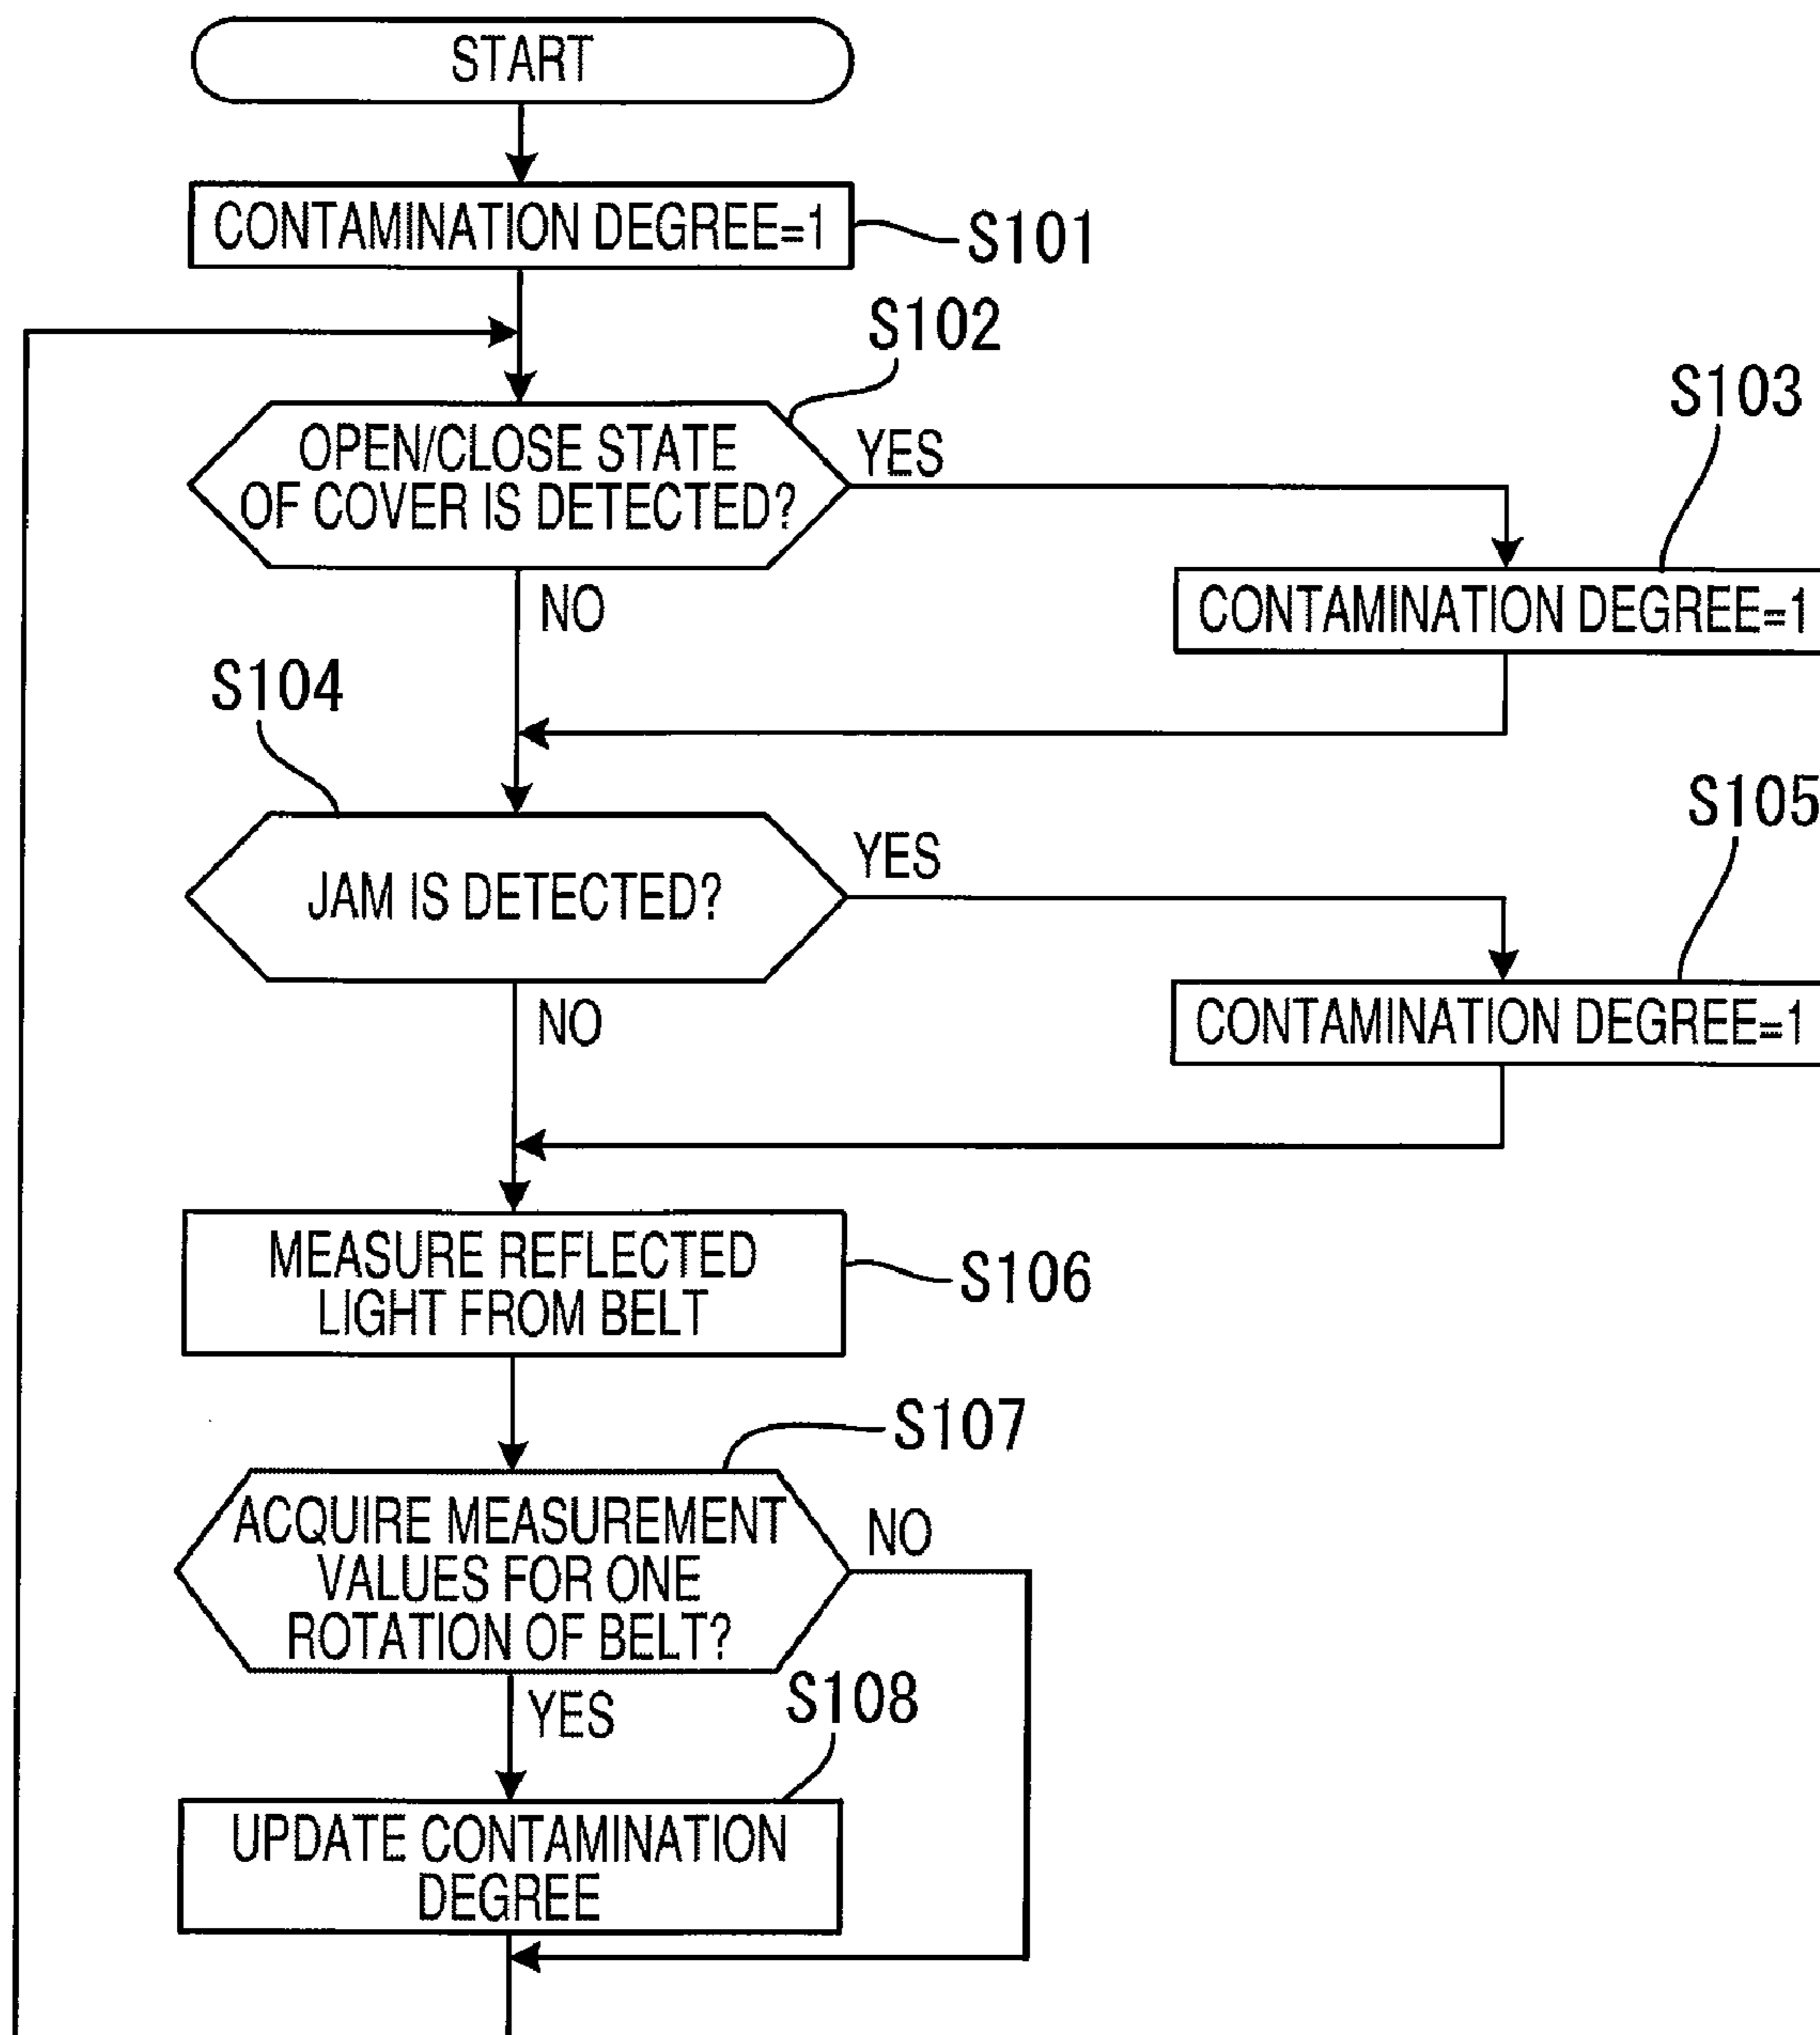 START
CONTAMINATION DEGREE=1
S101
S102
OPEN/CLOSE STATE
OF COVER IS DETECTED?
YES
NO
S103
CONTAMINATION DEGREE=1
S104
JAM IS DETECTED?
YES
NO
S105
CONTAMINATION DEGREE=1
MEASURE REFLECTED
LIGHT FROM BELT
S106
S107
ACQUIRE MEASUREMENT
VALUES FOR ONE
ROTATION OF BELT?
NO
YES
S108
UPDATE CONTAMINATION
DEGREE